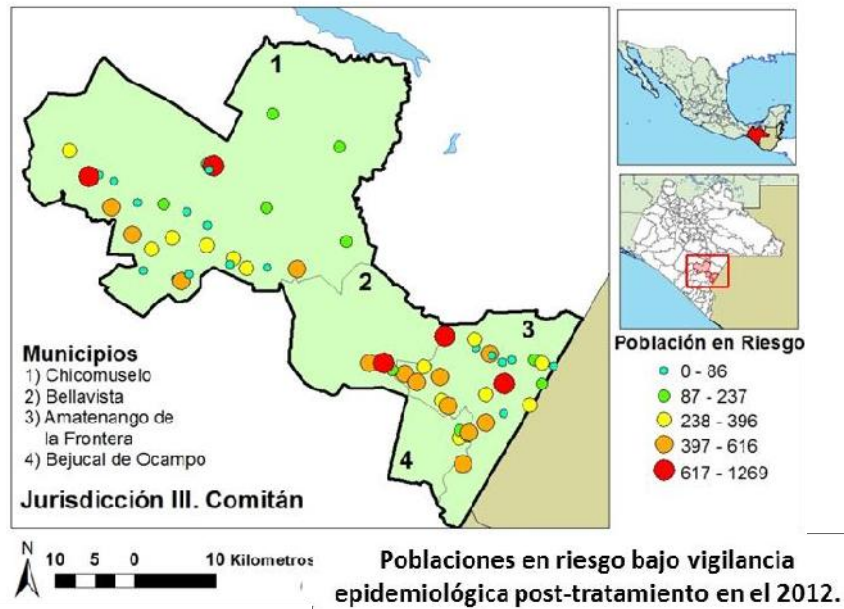 1
2
3
4
Municipios
1) Chicomuselo
2) Bellavista
3) Amatenango de
la Frontera
4) Bejucal de Ocampo
Jurisdicción III. Comitán
Población en Riesgo
0 - 86
87 - 237
238 - 396
397 - 616
617 - 1269
N
10 5 0 10 Kilometros
Poblaciones en riesgo bajo vigilancia
epidemiológica post-tratamiento en el 2012.